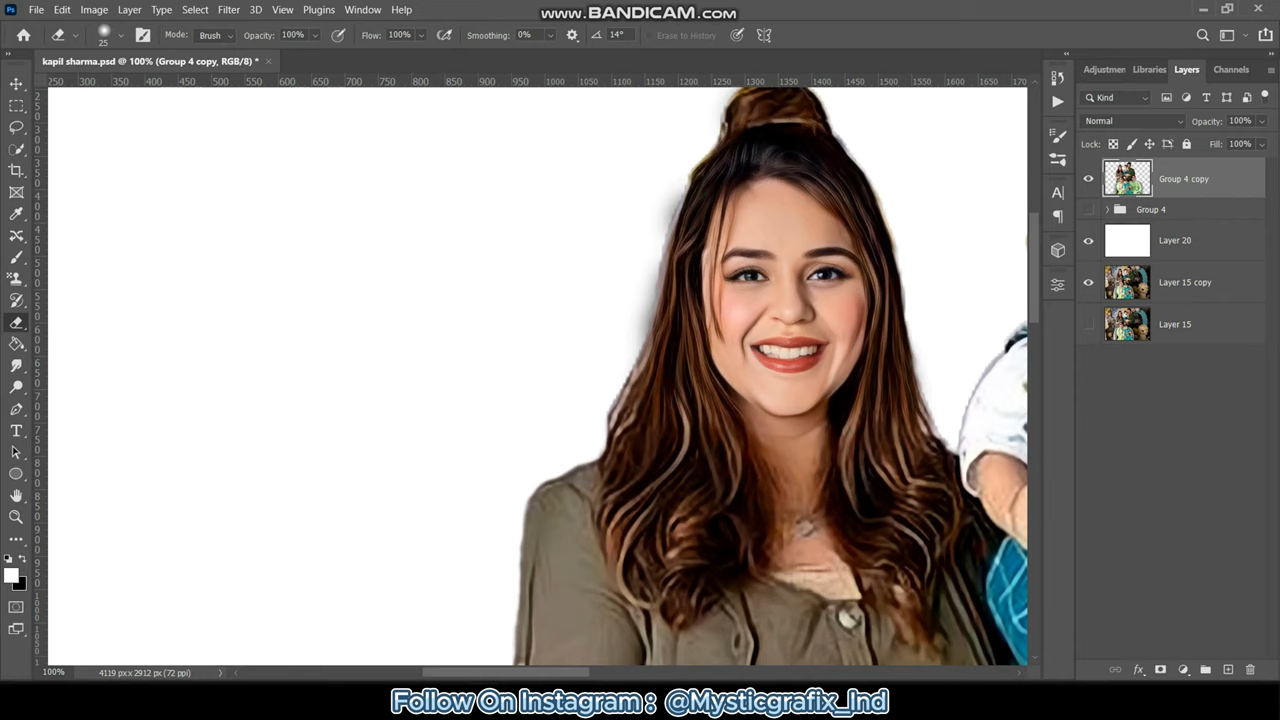 www.BANDICAM.com
File Edit Image Layer Type Select Filter 3D View Plugins Window Help
25 Mode: Brush Opacity: 100% Flow: 100% Smoothing: 0% 14° Erase to History
kapil sharma.psd @ 100% (Group 4 copy, RGB/8) *
Adjustmen Libraries Layers Channels
250 300 350 400 450 500 550 600 650 700 750 800 850 900 950 1000 1050 1100 1150 1200 1250 1300 1350 1400 1450 1500 1550 1600 1650 170
Kind
Normal Opacity: 100%
Lock: Fill: 100%
Group 4 copy
Group 4
Layer 20
Layer 15 copy
Layer 15
100% 4119 px x 2912 px (72 ppi)
Follow On Instagram : @Mysticgrafix_Ind